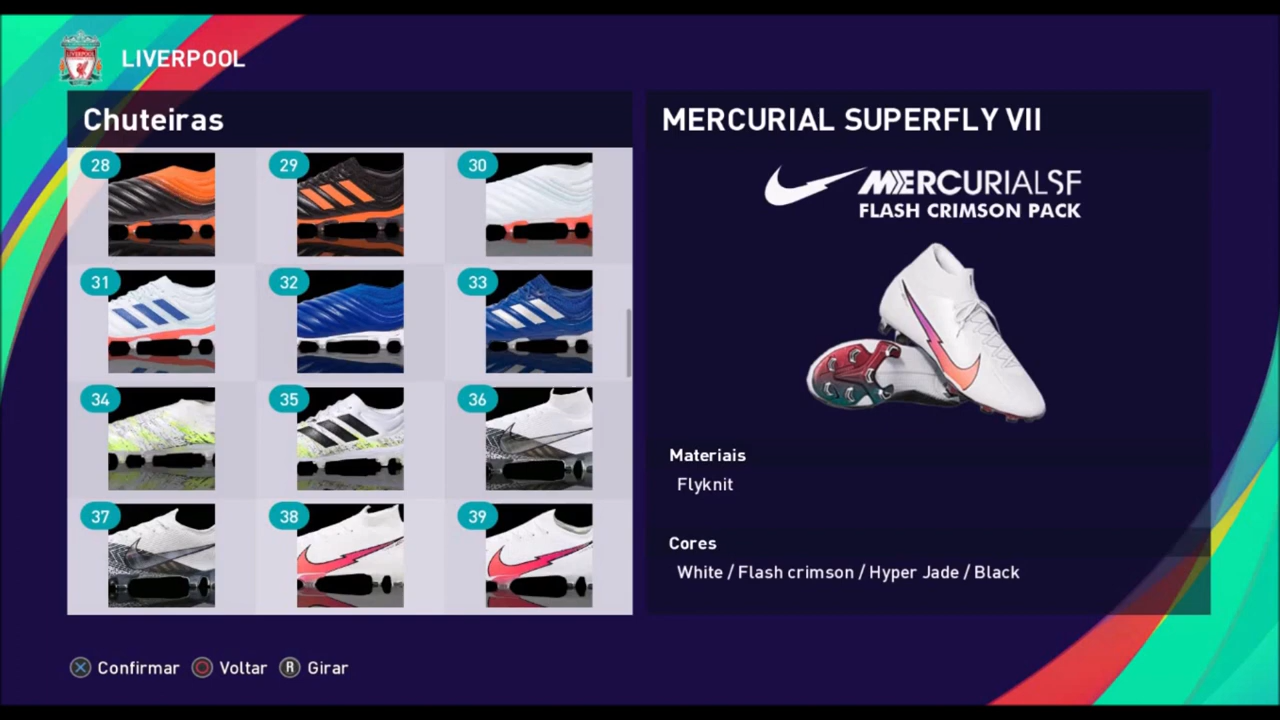 LIVERPOOL
Chuteiras
28 29 30
31 32 33
34 35 36
37 38 39
MERCURIAL SUPERFLY VII
MERCURIALSF
FLASH CRIMSON PACK
Materiais
Flyknit
Cores
White / Flash crimson / Hyper Jade / Black
Confirmar Voltar R Girar